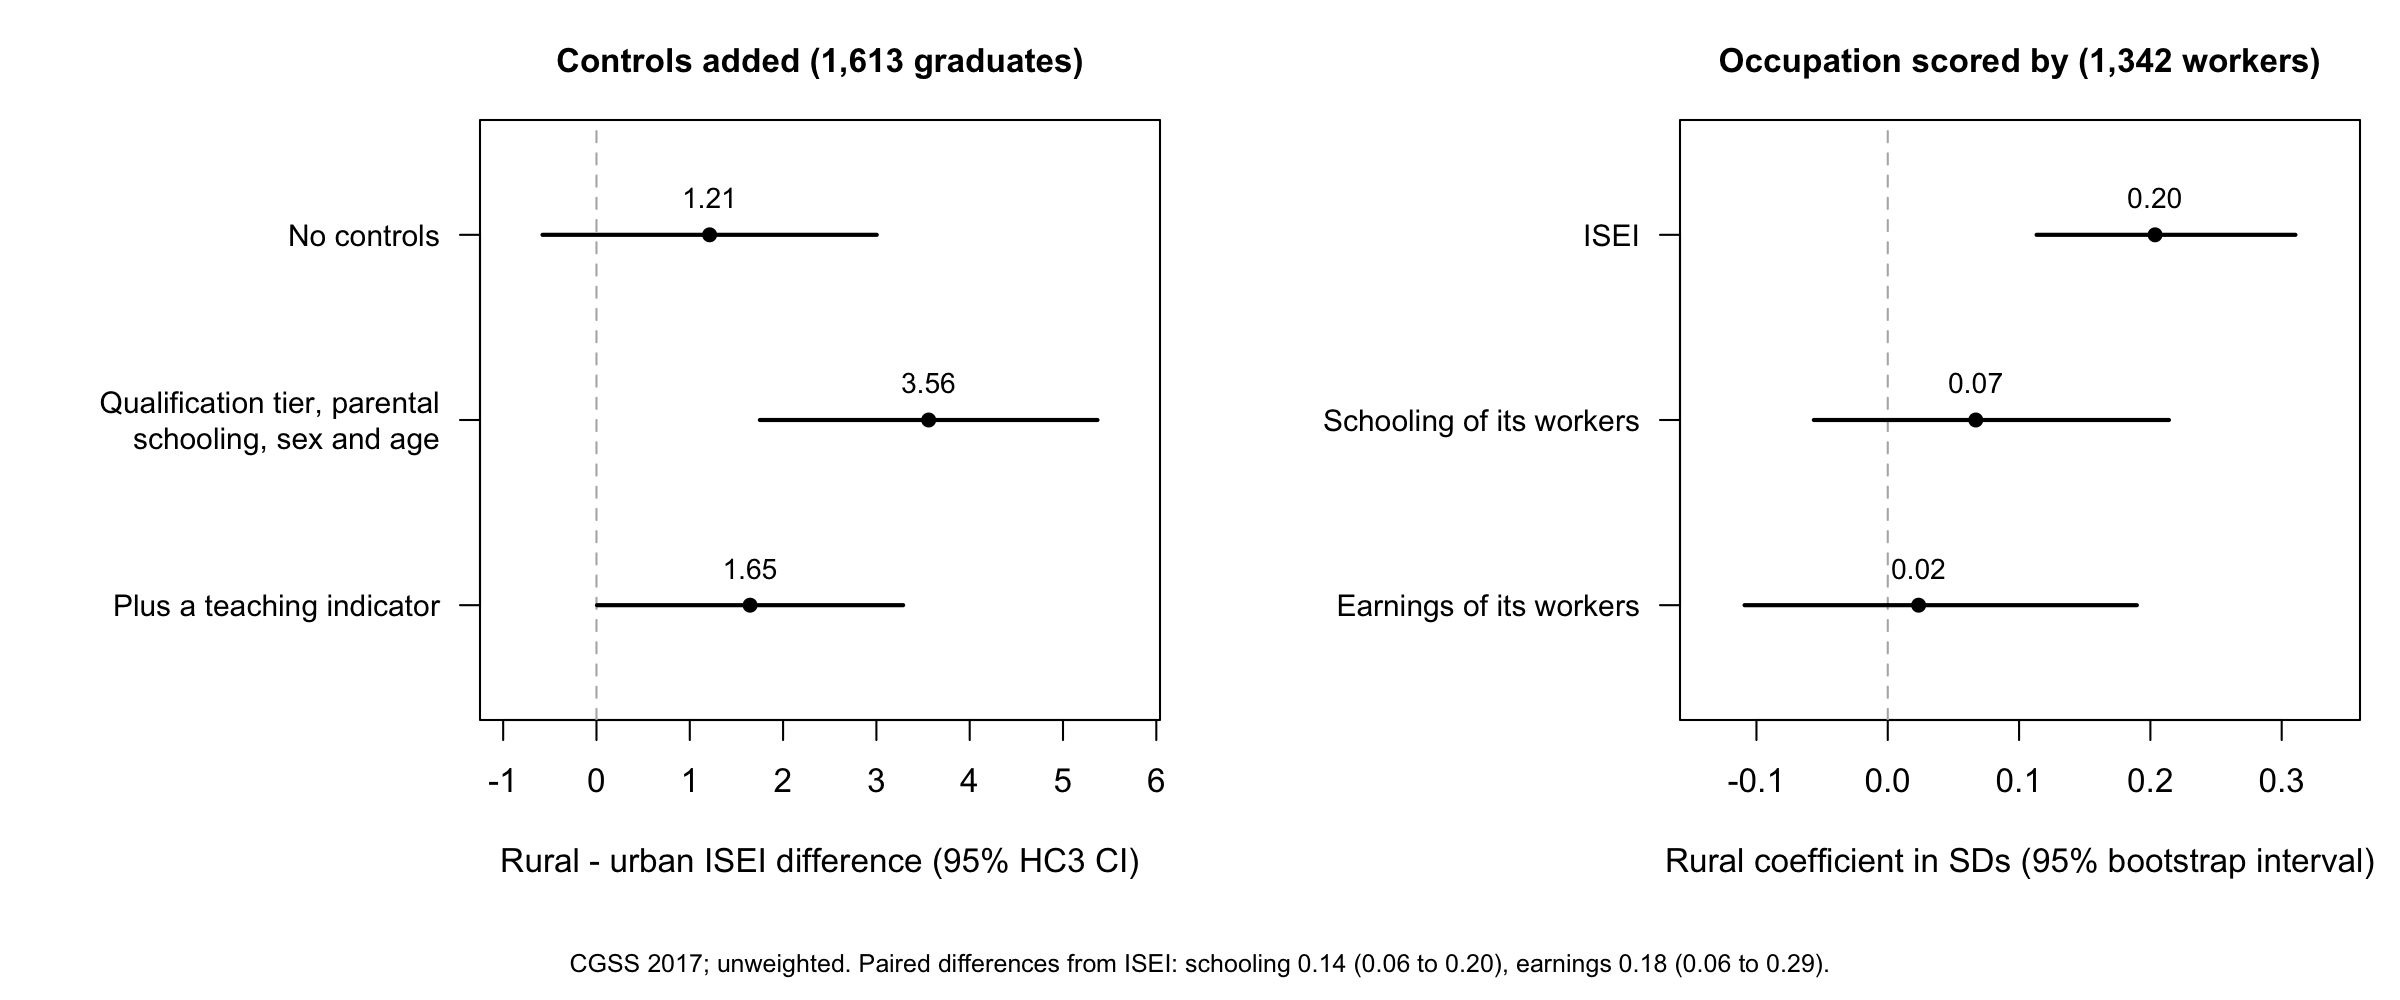 Controls added (1,613 graduates)
No controls
1.21
Qualification tier, parental
schooling, sex and age
3.56
Plus a teaching indicator
1.65
-1 0 1 2 3 4 5 6
Rural - urban ISEI difference (95% HC3 CI)
Occupation scored by (1,342 workers)
ISEI
0.20
Schooling of its workers
0.07
Earnings of its workers
0.02
-0.1 0.0 0.1 0.2 0.3
Rural coefficient in SDs (95% bootstrap interval)
CGSS 2017; unweighted. Paired differences from ISEI: schooling 0.14 (0.06 to 0.20), earnings 0.18 (0.06 to 0.29).